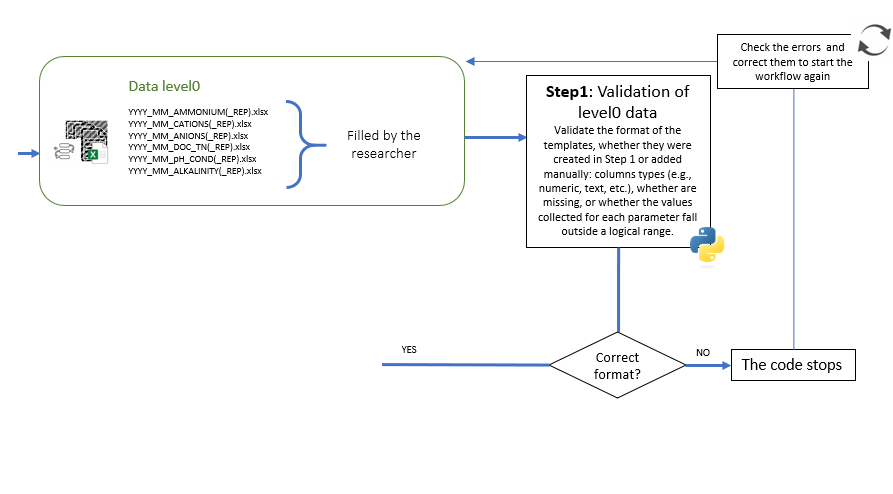 Check the errors and
correct them to start the
workflow again
Data level0
YYYY_MM_AMMONIUM(_REP).xlsx
YYYY_MM_CATIONS(_REP).xlsx
YYYY_MM_ANIONS(_REP).xlsx
YYYY_MM_DOC_TN(_REP).xlsx
YYYY_MM_pH_COND(_REP).xlsx
YYYY_MM_ALKALINITY(_REP).xlsx
Filled by the
researcher
Step1: Validation of
level0 data
Validate the format of the
templates, whether they were
created in Step 1 or added
manually: columns types (e.g.,
numeric, text, etc.), whether are
missing, or whether the values
collected for each parameter fall
outside a logical range.
YES
Correct
format?
NO
The code stops